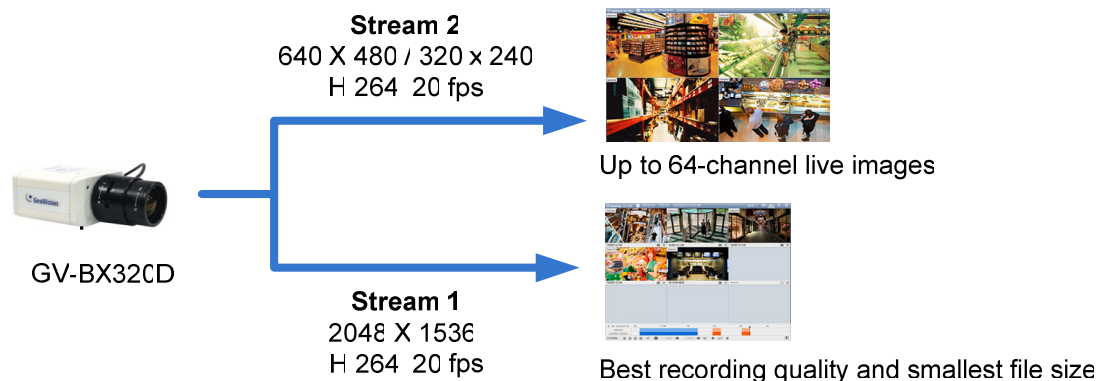 Stream 2
640 X 480 / 320 x 240
H 264 20 fps
Up to 64-channel live images
GeoVision
GV-BX320D
Stream 1
2048 X 1536
H 264 20 fps
Best recording quality and smallest file size